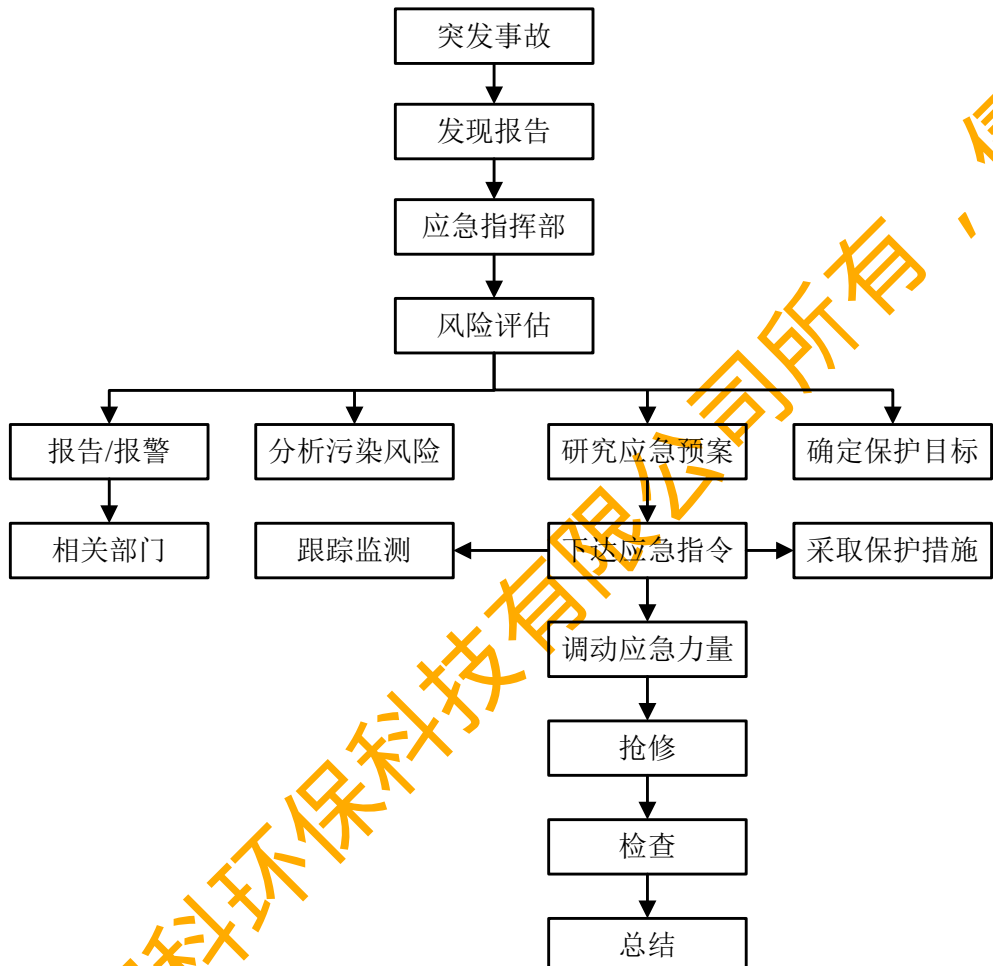 突发事故
发现报告
应急指挥部
风险评估
报告/报警
分析污染风险
研究应急预案
确定保护目标
相关部门
跟踪监测
下达应急指令
采取保护措施
调动应急力量
抢修
检查
总结
科环保科技有限公司所有，